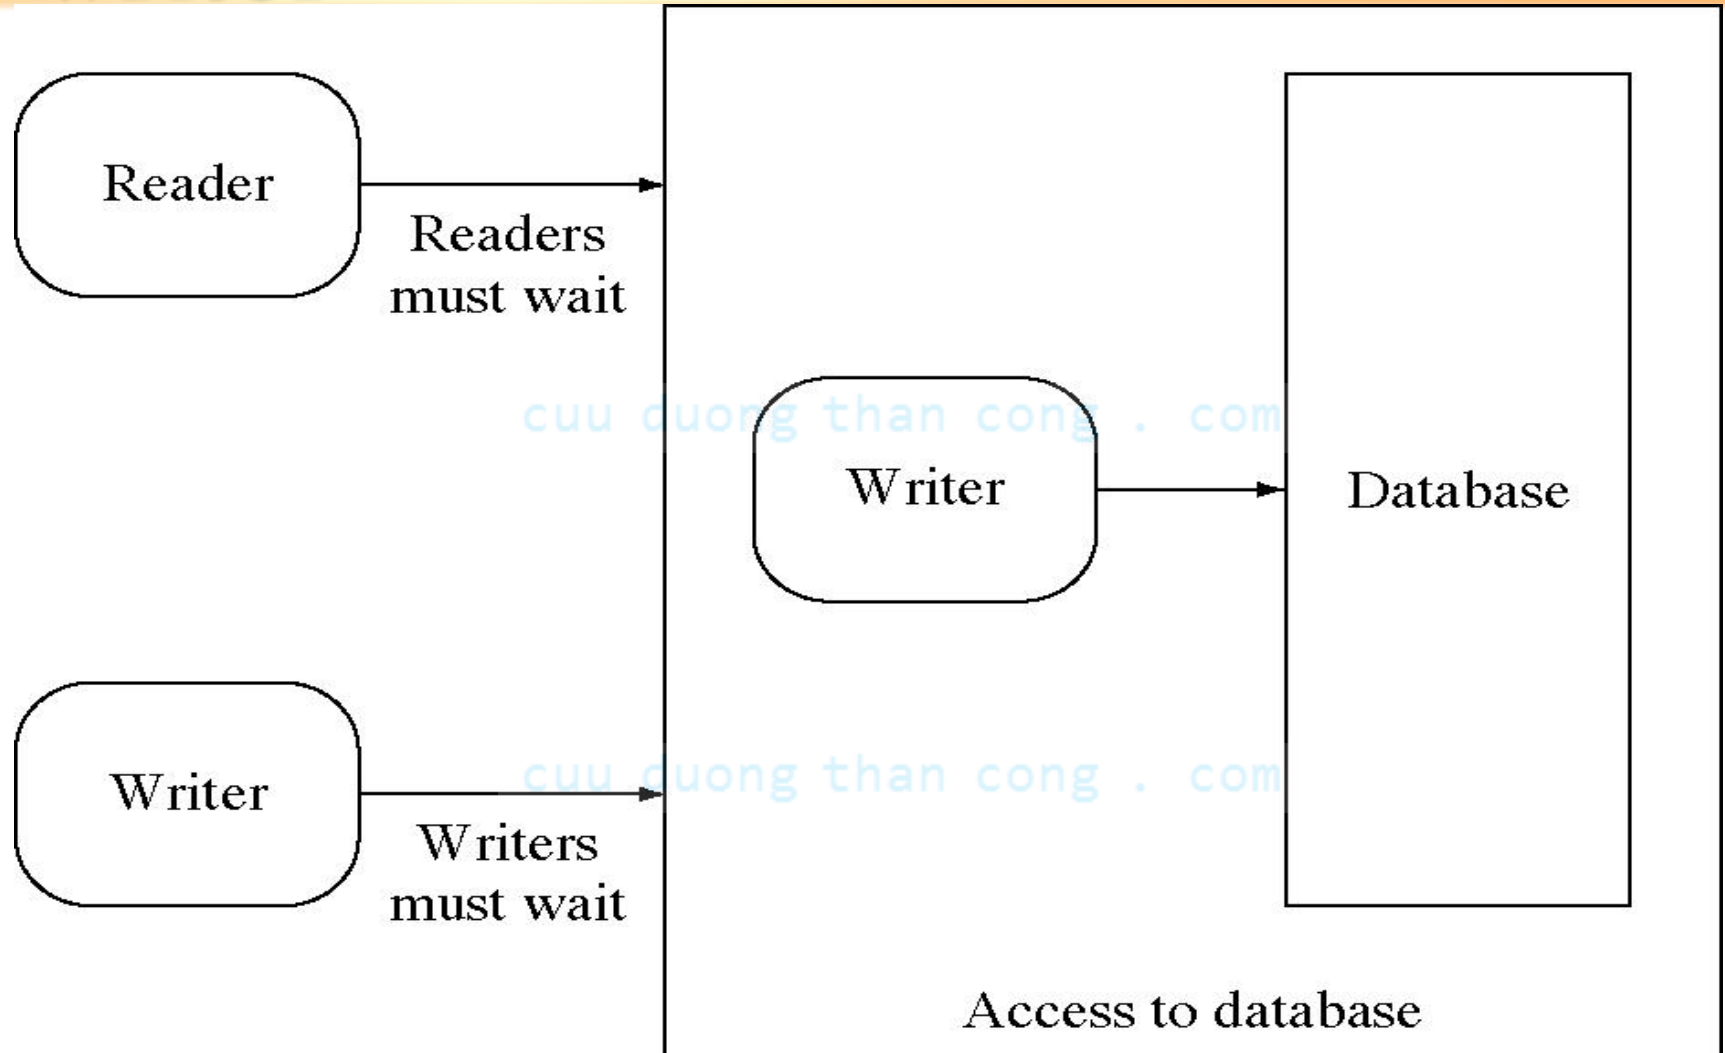 Reader
Readers
must wait
cuu duong than cong . com
Writer
Database
Writer
cuu duong than cong . com
Writers
must wait
Access to database